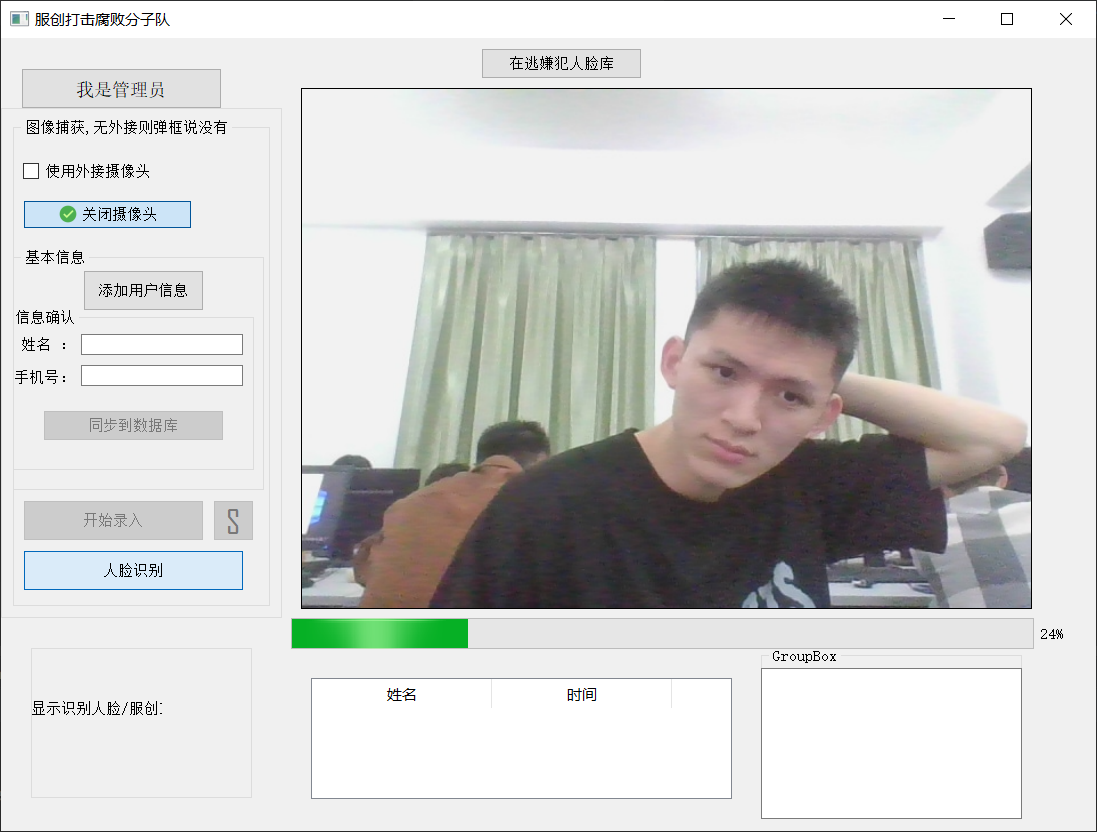 服创打击腐败分子队
在逃嫌犯人脸库
我是管理员
图像捕获,无外接则弹框说没有
使用外接摄像头
关闭摄像头
基本信息
添加用户信息
信息确认
姓名 ：
手机号：
同步到数据库
开始录入
人脸识别
24%
GroupBox
姓名 时间
显示识别人脸/服创: